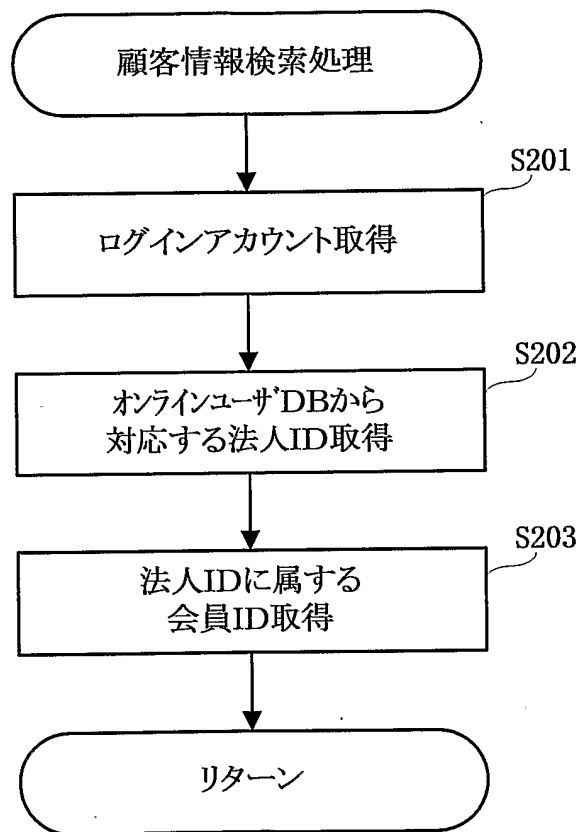 顧客情報検索処理
S201
ログインアカウント取得
S202
オンラインユーザDBから
対応する法人ID取得
S203
法人IDに属する
会員ID取得
リターン